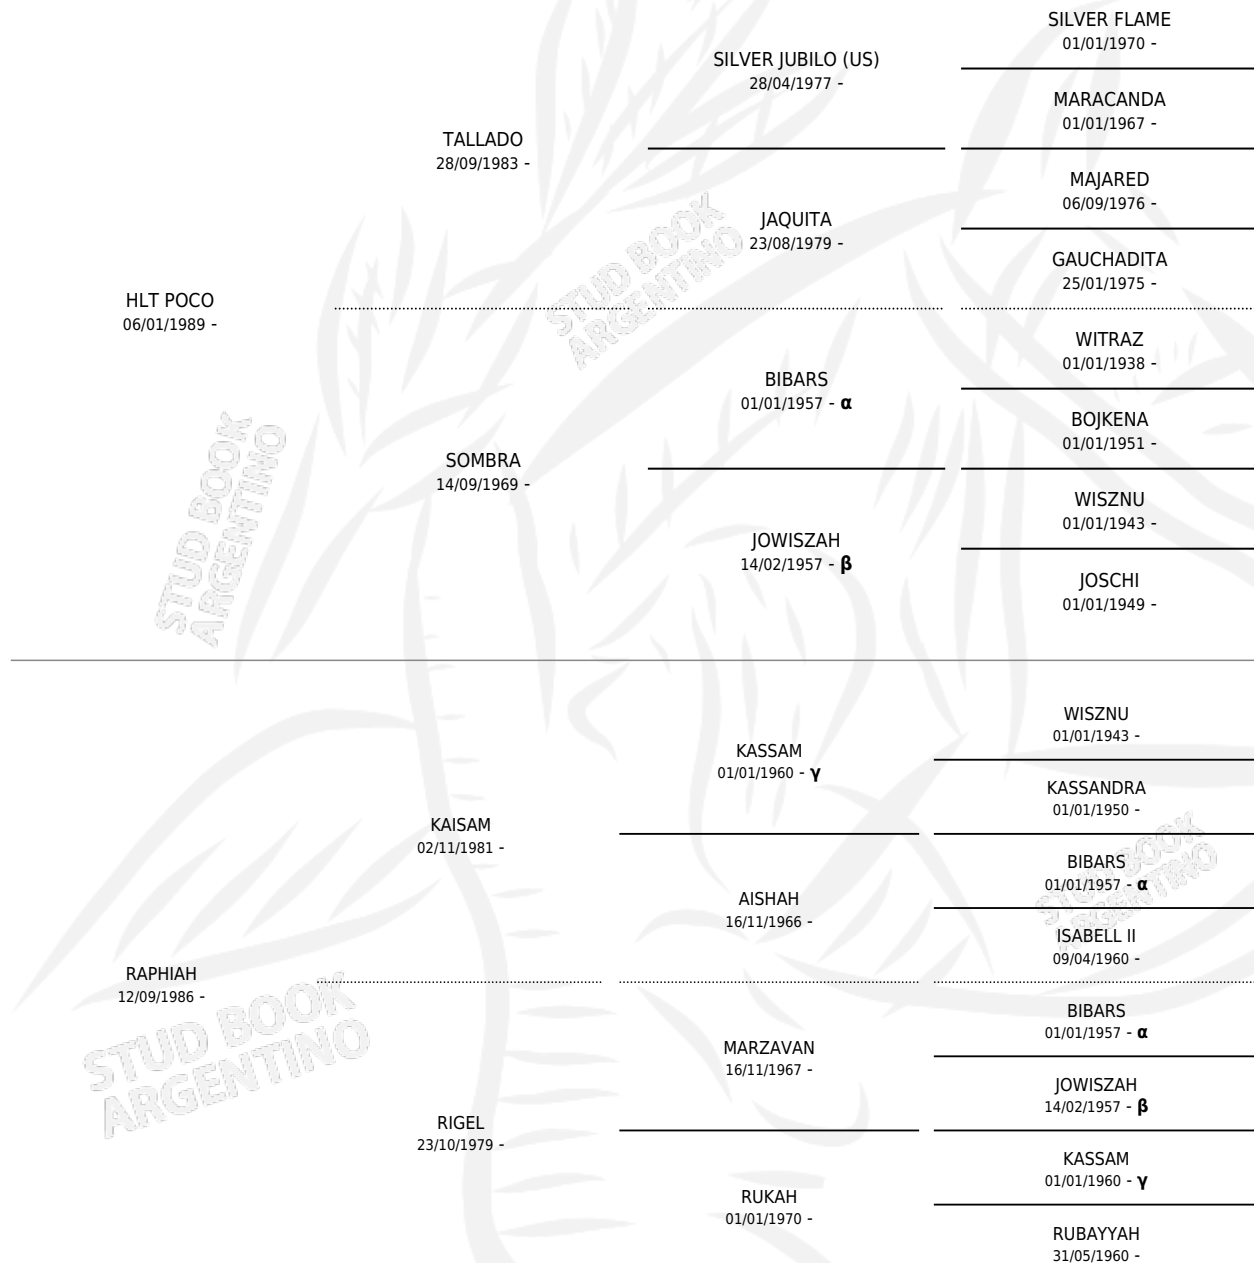 SILVER FLAME
01/01/1970 -
SILVER JUBILO (US)
28/04/1977 -
MARACANDA
01/01/1967 -
TALLADO
28/09/1983 -
MAJARED
06/09/1976 -
JAQUITA
23/08/1979 -
GAUCHADITA
25/01/1975 -
HLT POCO
06/01/1989 -
WITRAZ
01/01/1938 -
BIBARS
01/01/1957 - α
BOJKENA
01/01/1951 -
SOMBRA
14/09/1969 -
WISZNU
01/01/1943 -
JOWISZAH
14/02/1957 - β
JOSCHI
01/01/1949 -
WISZNU
01/01/1943 -
KASSAM
01/01/1960 - γ
KASSANDRA
01/01/1950 -
KAISAM
02/11/1981 -
BIBARS
01/01/1957 - α
AISHAH
16/11/1966 -
ISABELL II
09/04/1960 -
RAPHIAH
12/09/1986 -
BIBARS
01/01/1957 - α
MARZAVAN
16/11/1967 -
JOWISZAH
14/02/1957 - β
RIGEL
23/10/1979 -
KASSAM
01/01/1960 - γ
RUKAH
01/01/1970 -
RUBAYYAH
31/05/1960 -
STUD BOOK
ARGENTINO
STUD BOOK
ARGENTINO
STUD BOOK
ARGENTINO
STUD BOOK
ARGENTINO